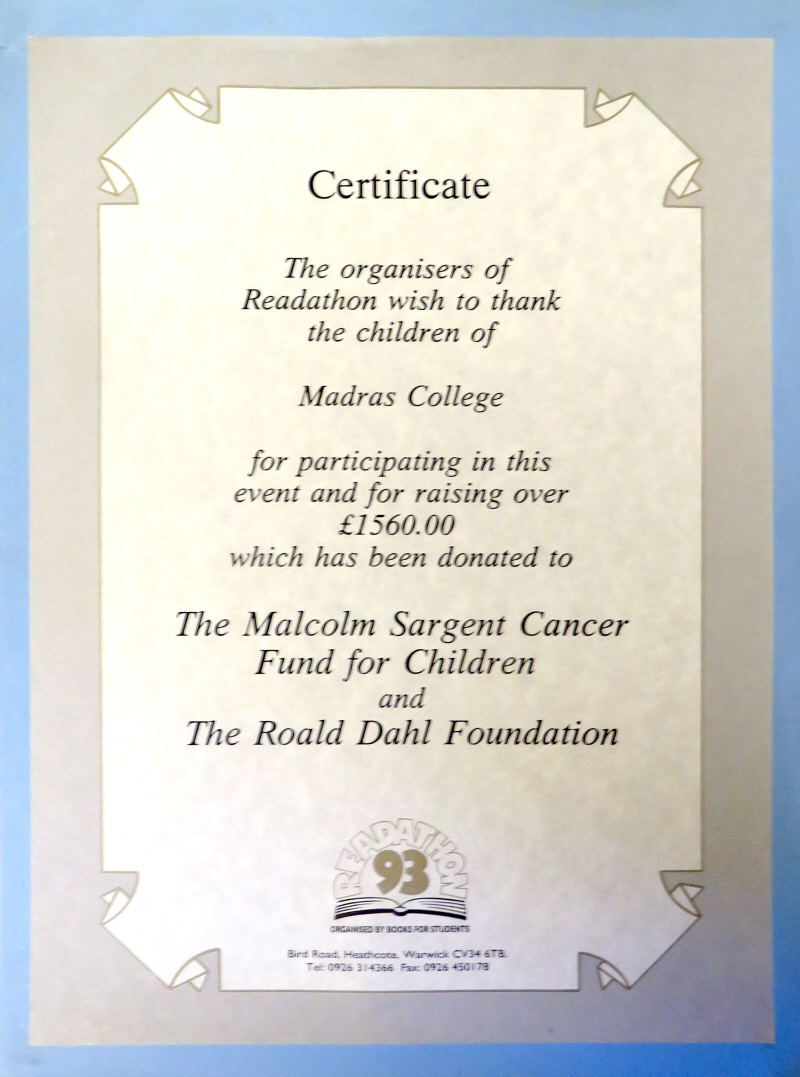 Certificate
The organisers of
Readathon wish to thank
the children of
Madras College
for participating in this
event and for raising over
£1560.00
which has been donated to
The Malcolm Sargent Cancer
Fund for Children
and
The Roald Dahl Foundation
READATHON
93
ORGANISED BY BOOKS FOR STUDENTS
Bird Road, Heathcote, Warwick CV34 6TB.
Tel: 0926 314366 Fax: 0926 450178